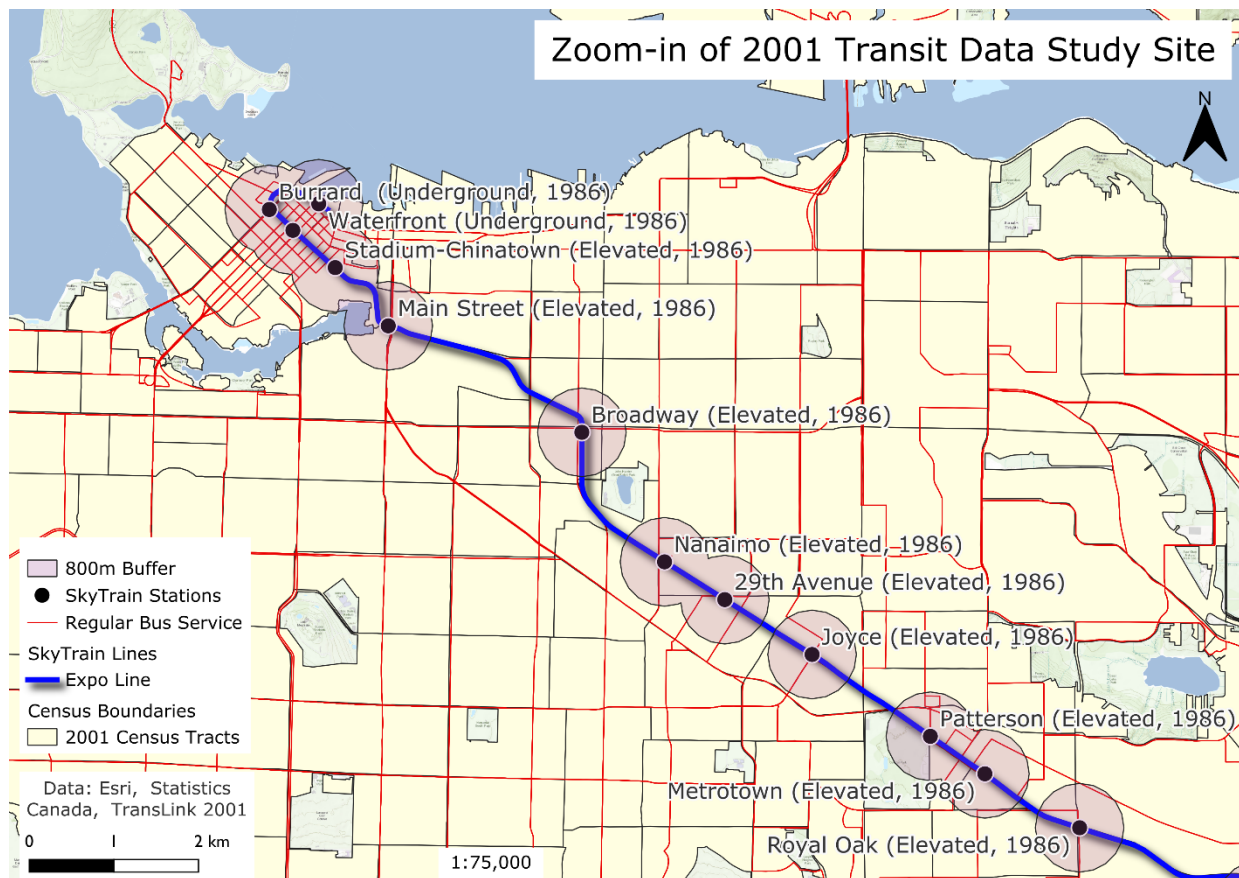 Zoom-in of 2001 Transit Data Study Site
N
Burrard (Underground, 1986)
Waterfront (Underground, 1986)
Stadium-Chinatown (Elevated, 1986)
Main Street (Elevated, 1986)
Broadway (Elevated, 1986)
Nanaimo (Elevated, 1986)
29th Avenue (Elevated, 1986)
Joyce (Elevated, 1986)
Patterson (Elevated, 1986)
Metrotown (Elevated, 1986)
Royal Oak (Elevated, 1986)
800m Buffer
SkyTrain Stations
Regular Bus Service
SkyTrain Lines
Expo Line
Census Boundaries
2001 Census Tracts
Data: Esri, Statistics
Canada, TransLink 2001
0 1 2 km
1:75,000